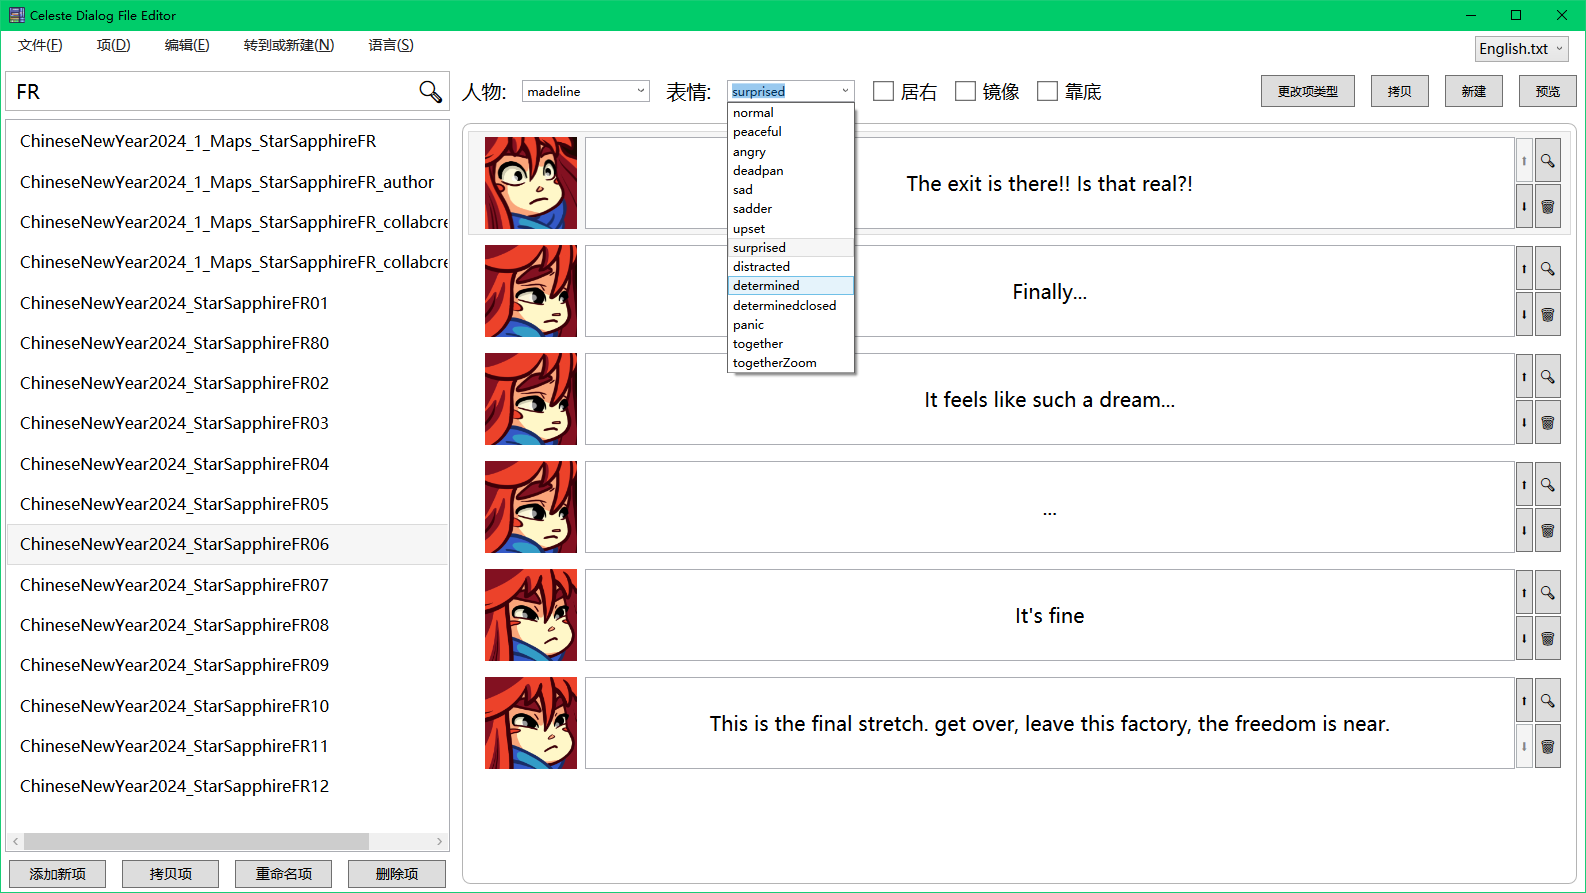 Celeste Dialog File Editor
文件(F) 项(D) 编辑(E) 转到或新建(N) 语言(S)
English.txt
FR
人物: madeline 表情: surprised 居右 镜像 靠底 更改项类型 拷贝 新建 预览
normal
peaceful
angry
deadpan
sad
sadder
upset
surprised
distracted
determined
determinedclosed
panic
together
togetherZoom
ChineseNewYear2024_1_Maps_StarSapphireFR
ChineseNewYear2024_1_Maps_StarSapphireFR_author
ChineseNewYear2024_1_Maps_StarSapphireFR_collabcre
ChineseNewYear2024_1_Maps_StarSapphireFR_collabcre
ChineseNewYear2024_StarSapphireFR01
ChineseNewYear2024_StarSapphireFR80
ChineseNewYear2024_StarSapphireFR02
ChineseNewYear2024_StarSapphireFR03
ChineseNewYear2024_StarSapphireFR04
ChineseNewYear2024_StarSapphireFR05
ChineseNewYear2024_StarSapphireFR06
ChineseNewYear2024_StarSapphireFR07
ChineseNewYear2024_StarSapphireFR08
ChineseNewYear2024_StarSapphireFR09
ChineseNewYear2024_StarSapphireFR10
ChineseNewYear2024_StarSapphireFR11
ChineseNewYear2024_StarSapphireFR12
The exit is there!! Is that real?!
Finally...
It feels like such a dream...
...
It's fine
This is the final stretch. get over, leave this factory, the freedom is near.
添加新项 拷贝项 重命名项 删除项